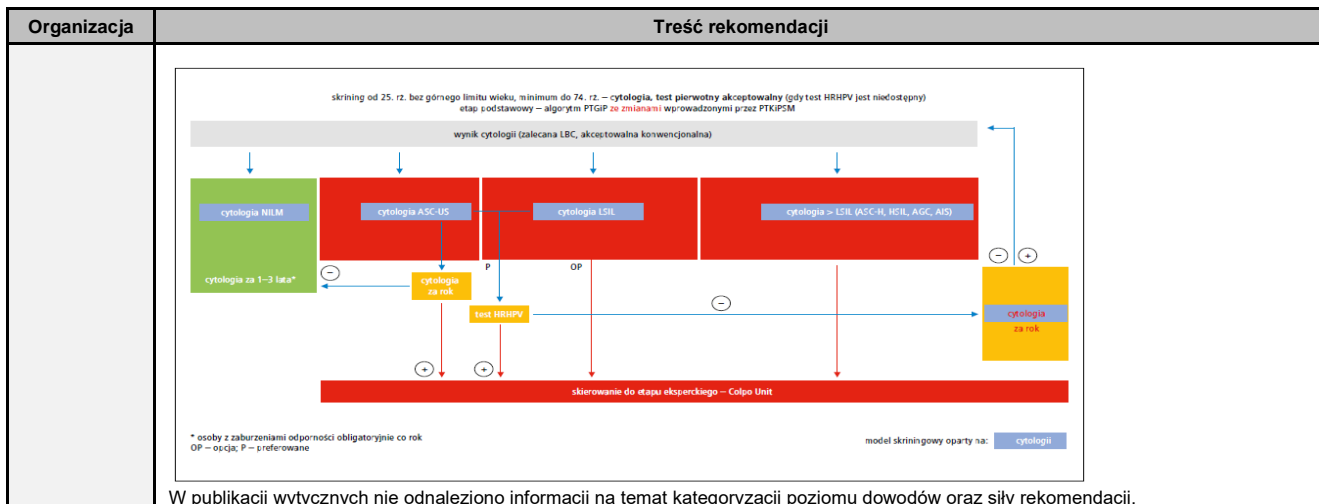 Organizacja
Treść rekomendacji
skrining od 25. rż. bez górnego limitu wieku, minimum do 74. rż. – cytologia, test pierwotny akceptowalny (gdy test HRHPV jest niedostępny)
etap podstawowy – algorytm PTGiP ze zmianami wprowadzonymi przez PTKiPSM
wynik cytologii (zalecana LBC, akceptowalna konwencjonalna)
cytologia NILM
cytologia ASC-US
cytologia LSIL
cytologia > LSIL (ASC-H, HSIL, AGC, AIS)
− +
P
OP
cytologia za 1–3 lata*
−
cytologia
za rok
test HRHPV
−
cytologia
za rok
+
+
skierowanie do etapu eksperckiego – Colpo Unit
* osoby z zaburzeniami odporności obligatoryjnie co rok
OP – opcja; P – preferowane
model skriningowy oparty na:
cytologii
W publikacji wytycznych nie odnaleziono informacji na temat kategoryzacji poziomu dowodów oraz siły rekomendacji.